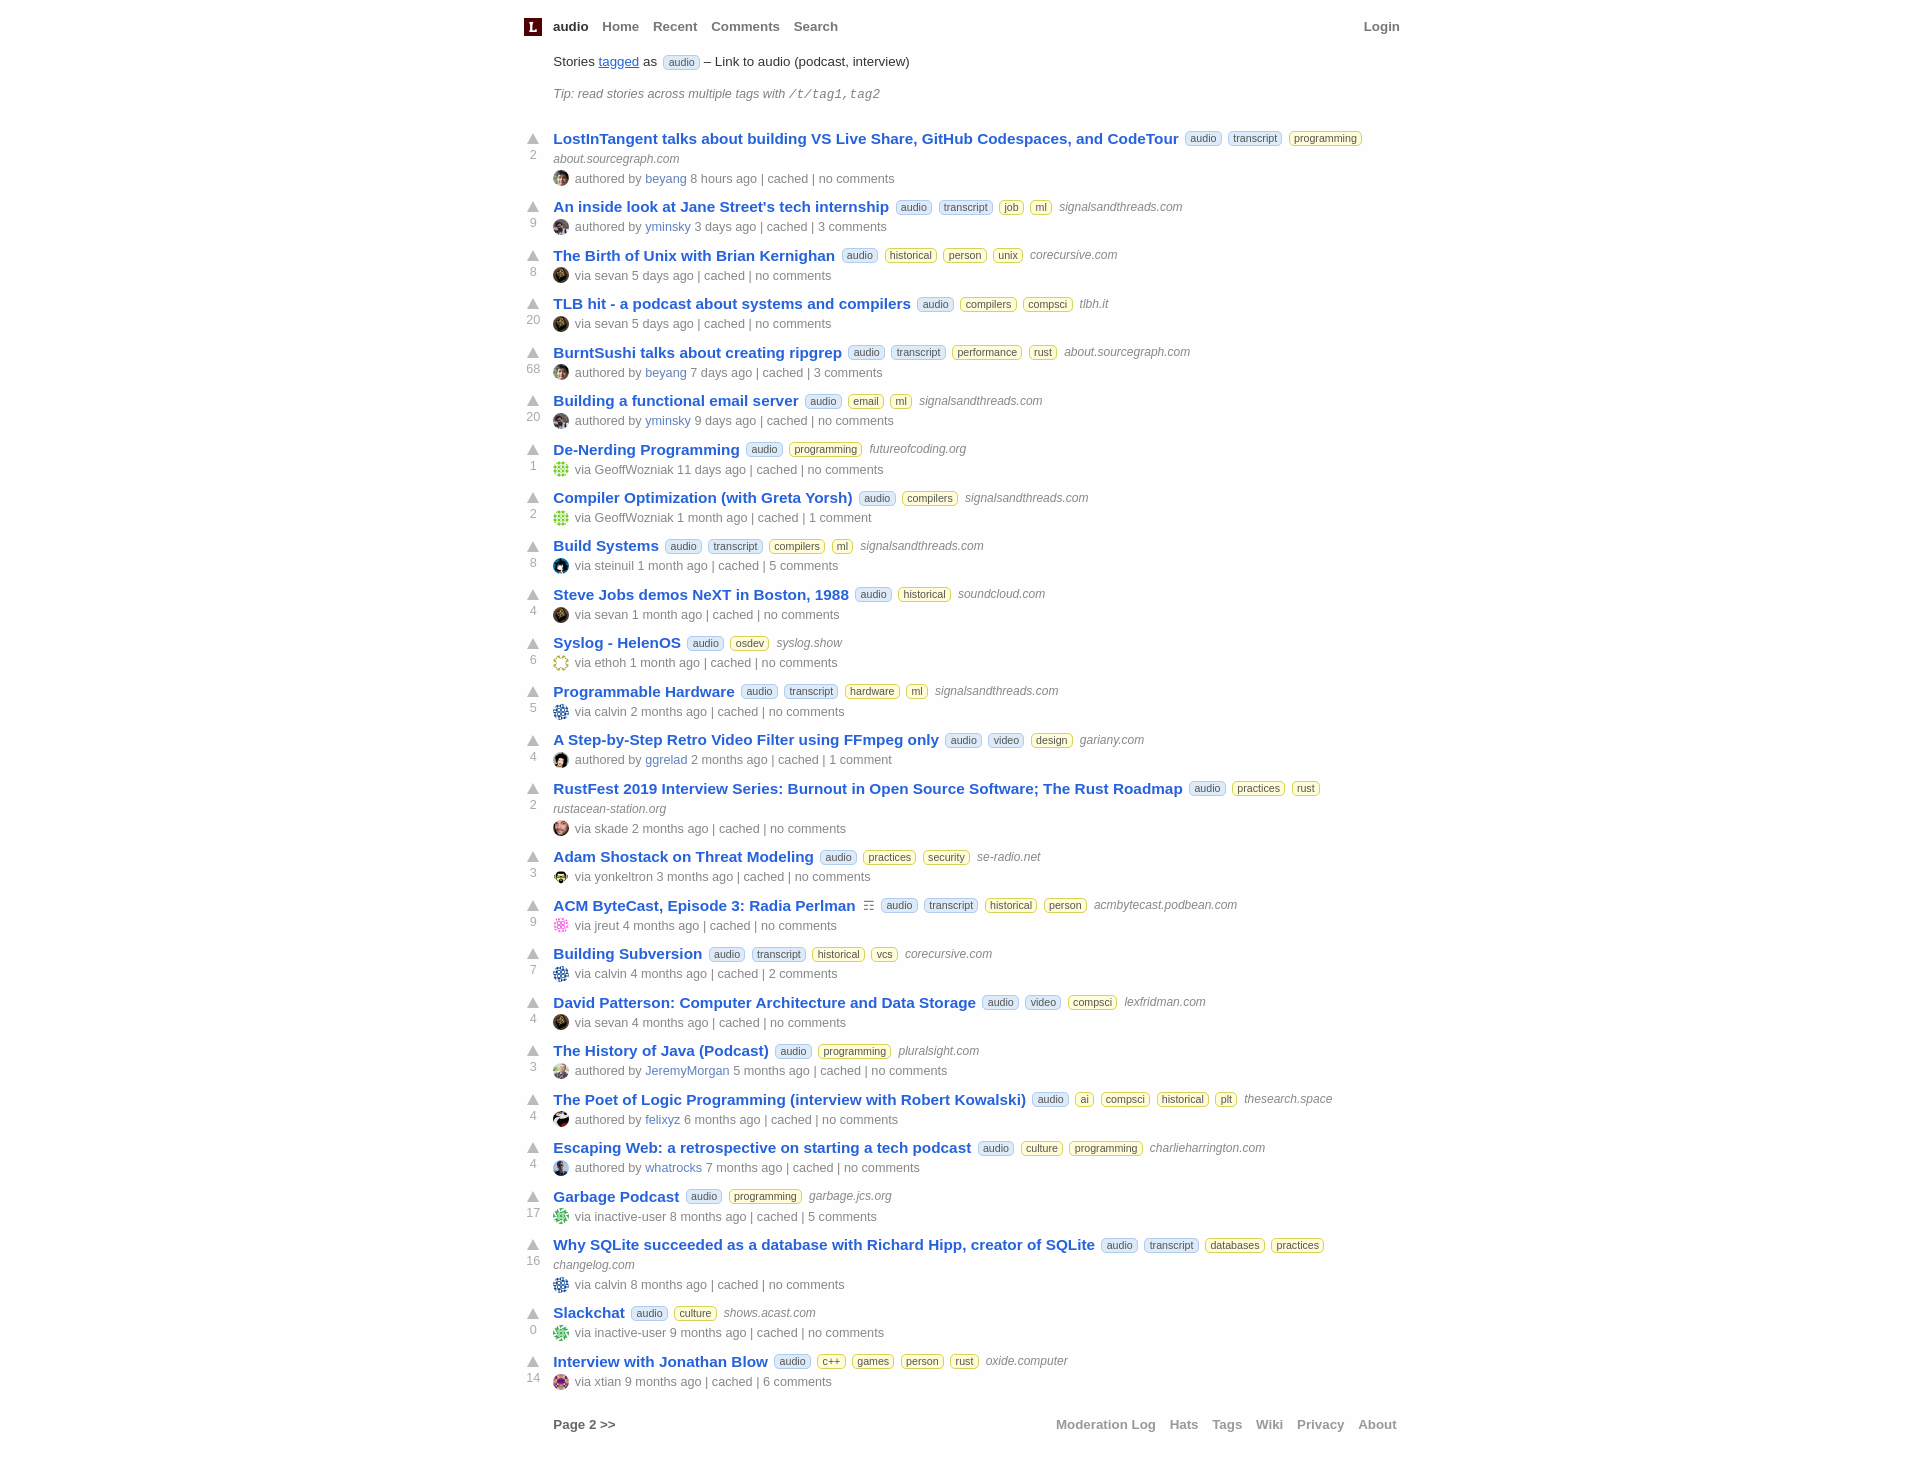 L audio Home Recent Comments Search Login
Stories tagged as audio – Link to audio (podcast, interview)
Tip: read stories across multiple tags with /t/tag1,tag2
LostInTangent talks about building VS Live Share, GitHub Codespaces, and CodeTour audio transcript programming
2 about.sourcegraph.com
authored by beyang 8 hours ago | cached | no comments
An inside look at Jane Street's tech internship audio transcript job ml signalsandthreads.com
9 authored by yminsky 3 days ago | cached | 3 comments
The Birth of Unix with Brian Kernighan audio historical person unix corecursive.com
8 via sevan 5 days ago | cached | no comments
TLB hit - a podcast about systems and compilers audio compilers compsci tlbh.it
20 via sevan 5 days ago | cached | no comments
BurntSushi talks about creating ripgrep audio transcript performance rust about.sourcegraph.com
68 authored by beyang 7 days ago | cached | 3 comments
Building a functional email server audio email ml signalsandthreads.com
20 authored by yminsky 9 days ago | cached | no comments
De-Nerding Programming audio programming futureofcoding.org
1 via GeoffWozniak 11 days ago | cached | no comments
Compiler Optimization (with Greta Yorsh) audio compilers signalsandthreads.com
2 via GeoffWozniak 1 month ago | cached | 1 comment
Build Systems audio transcript compilers ml signalsandthreads.com
8 via steinuil 1 month ago | cached | 5 comments
Steve Jobs demos NeXT in Boston, 1988 audio historical soundcloud.com
4 via sevan 1 month ago | cached | no comments
Syslog - HelenOS audio osdev syslog.show
6 via ethoh 1 month ago | cached | no comments
Programmable Hardware audio transcript hardware ml signalsandthreads.com
5 via calvin 2 months ago | cached | no comments
A Step-by-Step Retro Video Filter using FFmpeg only audio video design gariany.com
4 authored by ggrelad 2 months ago | cached | 1 comment
RustFest 2019 Interview Series: Burnout in Open Source Software; The Rust Roadmap audio practices rust
2 rustacean-station.org
via skade 2 months ago | cached | no comments
Adam Shostack on Threat Modeling audio practices security se-radio.net
3 via yonkeltron 3 months ago | cached | no comments
ACM ByteCast, Episode 3: Radia Perlman ☶ audio transcript historical person acmbytecast.podbean.com
9 via jreut 4 months ago | cached | no comments
Building Subversion audio transcript historical vcs corecursive.com
7 via calvin 4 months ago | cached | 2 comments
David Patterson: Computer Architecture and Data Storage audio video compsci lexfridman.com
4 via sevan 4 months ago | cached | no comments
The History of Java (Podcast) audio programming pluralsight.com
3 authored by JeremyMorgan 5 months ago | cached | no comments
The Poet of Logic Programming (interview with Robert Kowalski) audio ai compsci historical plt thesearch.space
4 authored by felixyz 6 months ago | cached | no comments
Escaping Web: a retrospective on starting a tech podcast audio culture programming charlieharrington.com
4 authored by whatrocks 7 months ago | cached | no comments
Garbage Podcast audio programming garbage.jcs.org
17 via inactive-user 8 months ago | cached | 5 comments
Why SQLite succeeded as a database with Richard Hipp, creator of SQLite audio transcript databases practices
16 changelog.com
via calvin 8 months ago | cached | no comments
Slackchat audio culture shows.acast.com
0 via inactive-user 9 months ago | cached | no comments
Interview with Jonathan Blow audio c++ games person rust oxide.computer
14 via xtian 9 months ago | cached | 6 comments
Page 2 >> Moderation Log Hats Tags Wiki Privacy About